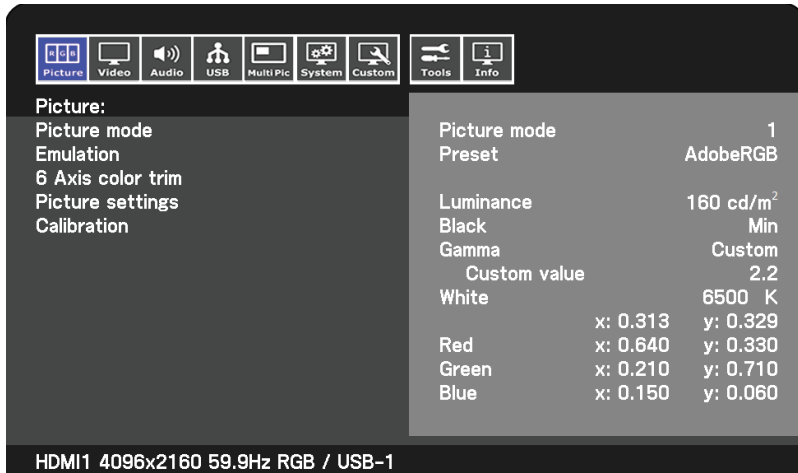 R G B
Picture Video Audio USB Multi Pic System Custom Tools Info
Picture:
Picture mode
Emulation
6 Axis color trim
Picture settings
Calibration
Picture mode 1
Preset AdobeRGB
Luminance 160 cd/m²
Black Min
Gamma Custom
Custom value 2.2
White 6500 K
x: 0.313 y: 0.329
Red x: 0.640 y: 0.330
Green x: 0.210 y: 0.710
Blue x: 0.150 y: 0.060
HDMI1 4096x2160 59.9Hz RGB / USB-1